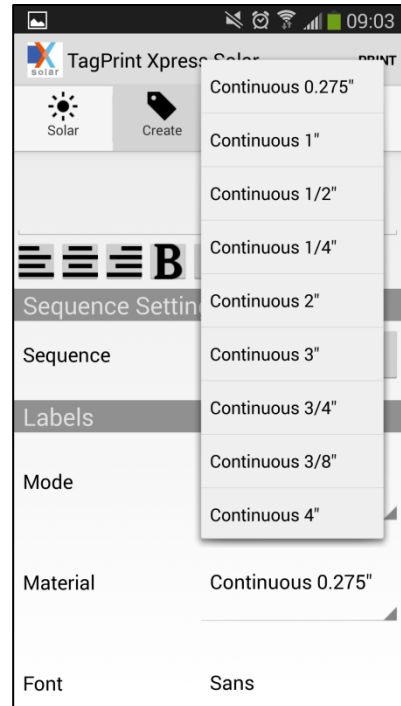 09:03
solar
TagPrint Xpress Solar
PRINT
Solar
Create
B
Continuous 0.275"
Continuous 1"
Continuous 1/2"
Continuous 1/4"
Continuous 2"
Continuous 3"
Continuous 3/4"
Continuous 3/8"
Continuous 4"
Sequence Settin
Sequence
Labels
Mode
Material
Continuous 0.275"
Font
Sans